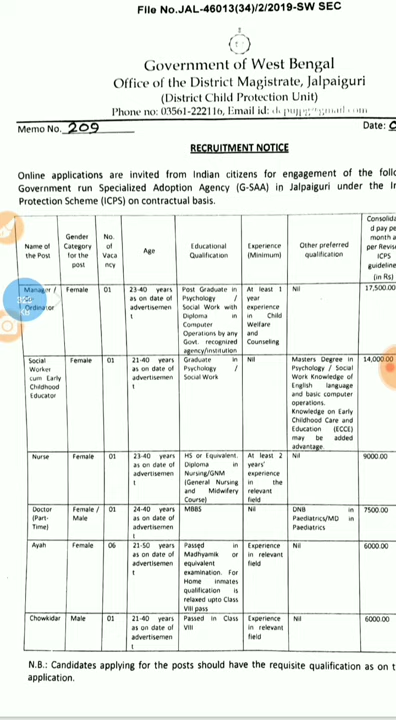 File No.JAL-46013(34)/2/2019-SW SEC
Government of West Bengal
Office of the District Magistrate, Jalpaiguri
(District Child Protection Unit)
Phone no: 03561-222116, Email id:
Memo No. 209
Date:
RECRUITMENT NOTICE
Online applications are invited from Indian citizens for engagement of the
Government run Specialized Adoption Agency (G-SAA) in Jalpaiguri under the
Protection Scheme (ICPS) on contractual basis.
Name of the Post
Gender Category for the post
No. of Vaca ncy
Age
Educational Qualification
Experience (Minimum)
Other preferred qualification
Consolida d pay pe month a per Revis ICPS guideline (in Rs)
Manager / Ordinator
Female
01
23-40 years as on date of advertisemen t
Post Graduate in Psychology / Social Work with Diploma in Computer Operations by any Govt. recognized agency/institution
At least 1 year experience in Child Welfare and Counseling
Nil
17,500.00
Social Worker cum Early Childhood Educator
Female
01
21-40 years as on date of advertisemen t
Graduate in Psychology / Social Work
Nil
Masters Degree in Psychology / Social Work Knowledge of English language and basic computer operations. Knowledge on Early Childhood Care and Education (ECCE) may be added advantage.
14,000.00
Nurse
Female
01
23-40 years as on date of advertisemen t
HS or Equivalent. Diploma in Nursing/GNM (General Nursing and Midwifery Course)
At least 2 years' experience in the relevant field
Nil
9000.00
Doctor (Part-Time)
Female / Male
01
24-40 years as on date of advertisemen t
MBBS
Nil
DNB in Paediatrics/MD in Paediatrics
7500.00
Ayah
Female
06
21-50 years as on date of advertisemen t
Passed in Madhyamik or equivalent examination. For Home inmates qualification is relaxed upto Class VIII pass
Experience in relevant field
Nil
6000.00
Chowkidar
Male
01
21-40 years as on date of advertisemen t
Passed in Class VIII
Experience in relevant field
Nil
6000.00
N.B.: Candidates applying for the posts should have the requisite qualification as on t
application.